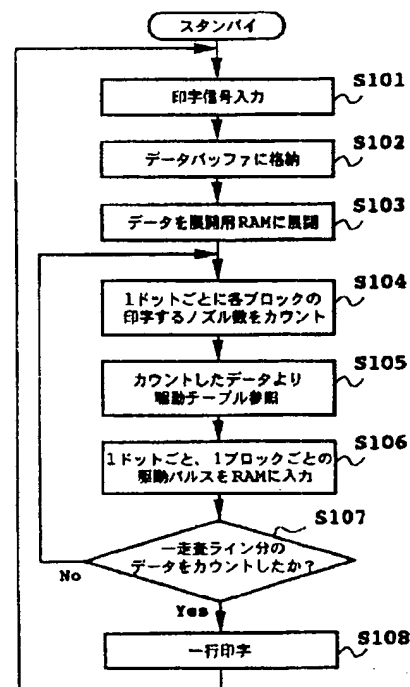 スタンバイ
S101
印字信号入力
S102
データバッファに格納
S103
データを展開用RAMに展開
S104
1ドットごとに各ブロックの
印字するノズル数をカウント
S105
カウントしたデータより
駆動テーブル参照
S106
1ドットごと、1ブロックごとの
駆動パルスをRAMに入力
S107
一走査ライン分の
データをカウントしたか?
No
Yes
S108
一行印字